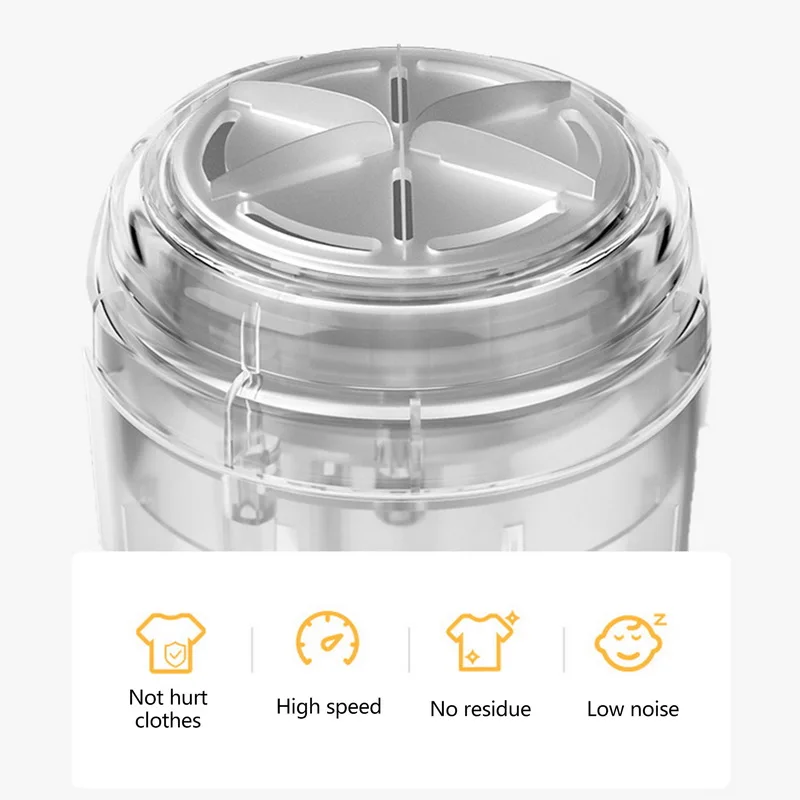 Not hurt
clothes
High speed
No residue
Low noise